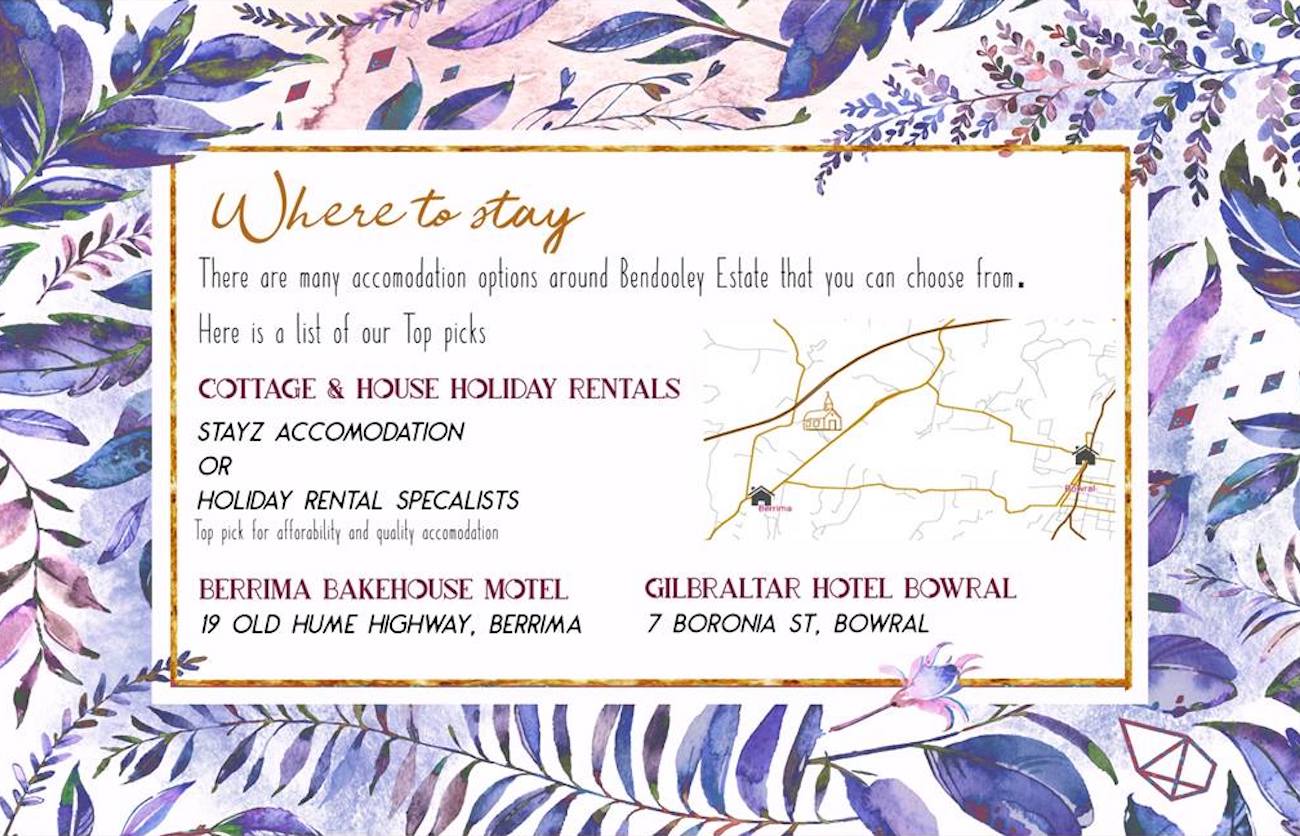 Where to stay
There are many accomodation options around Bendooley Estate that you can choose from.
Here is a list of our Top picks
COTTAGE & HOUSE HOLIDAY RENTALS
STAYZ ACCOMODATION
OR
HOLIDAY RENTAL SPECALISTS
Top pick for afforability and quality accomodation
Berrima
Bowral
BERRIMA BAKEHOUSE MOTEL
19 OLD HUME HIGHWAY, BERRIMA
GILBRALTAR HOTEL BOWRAL
7 BORONIA ST, BOWRAL